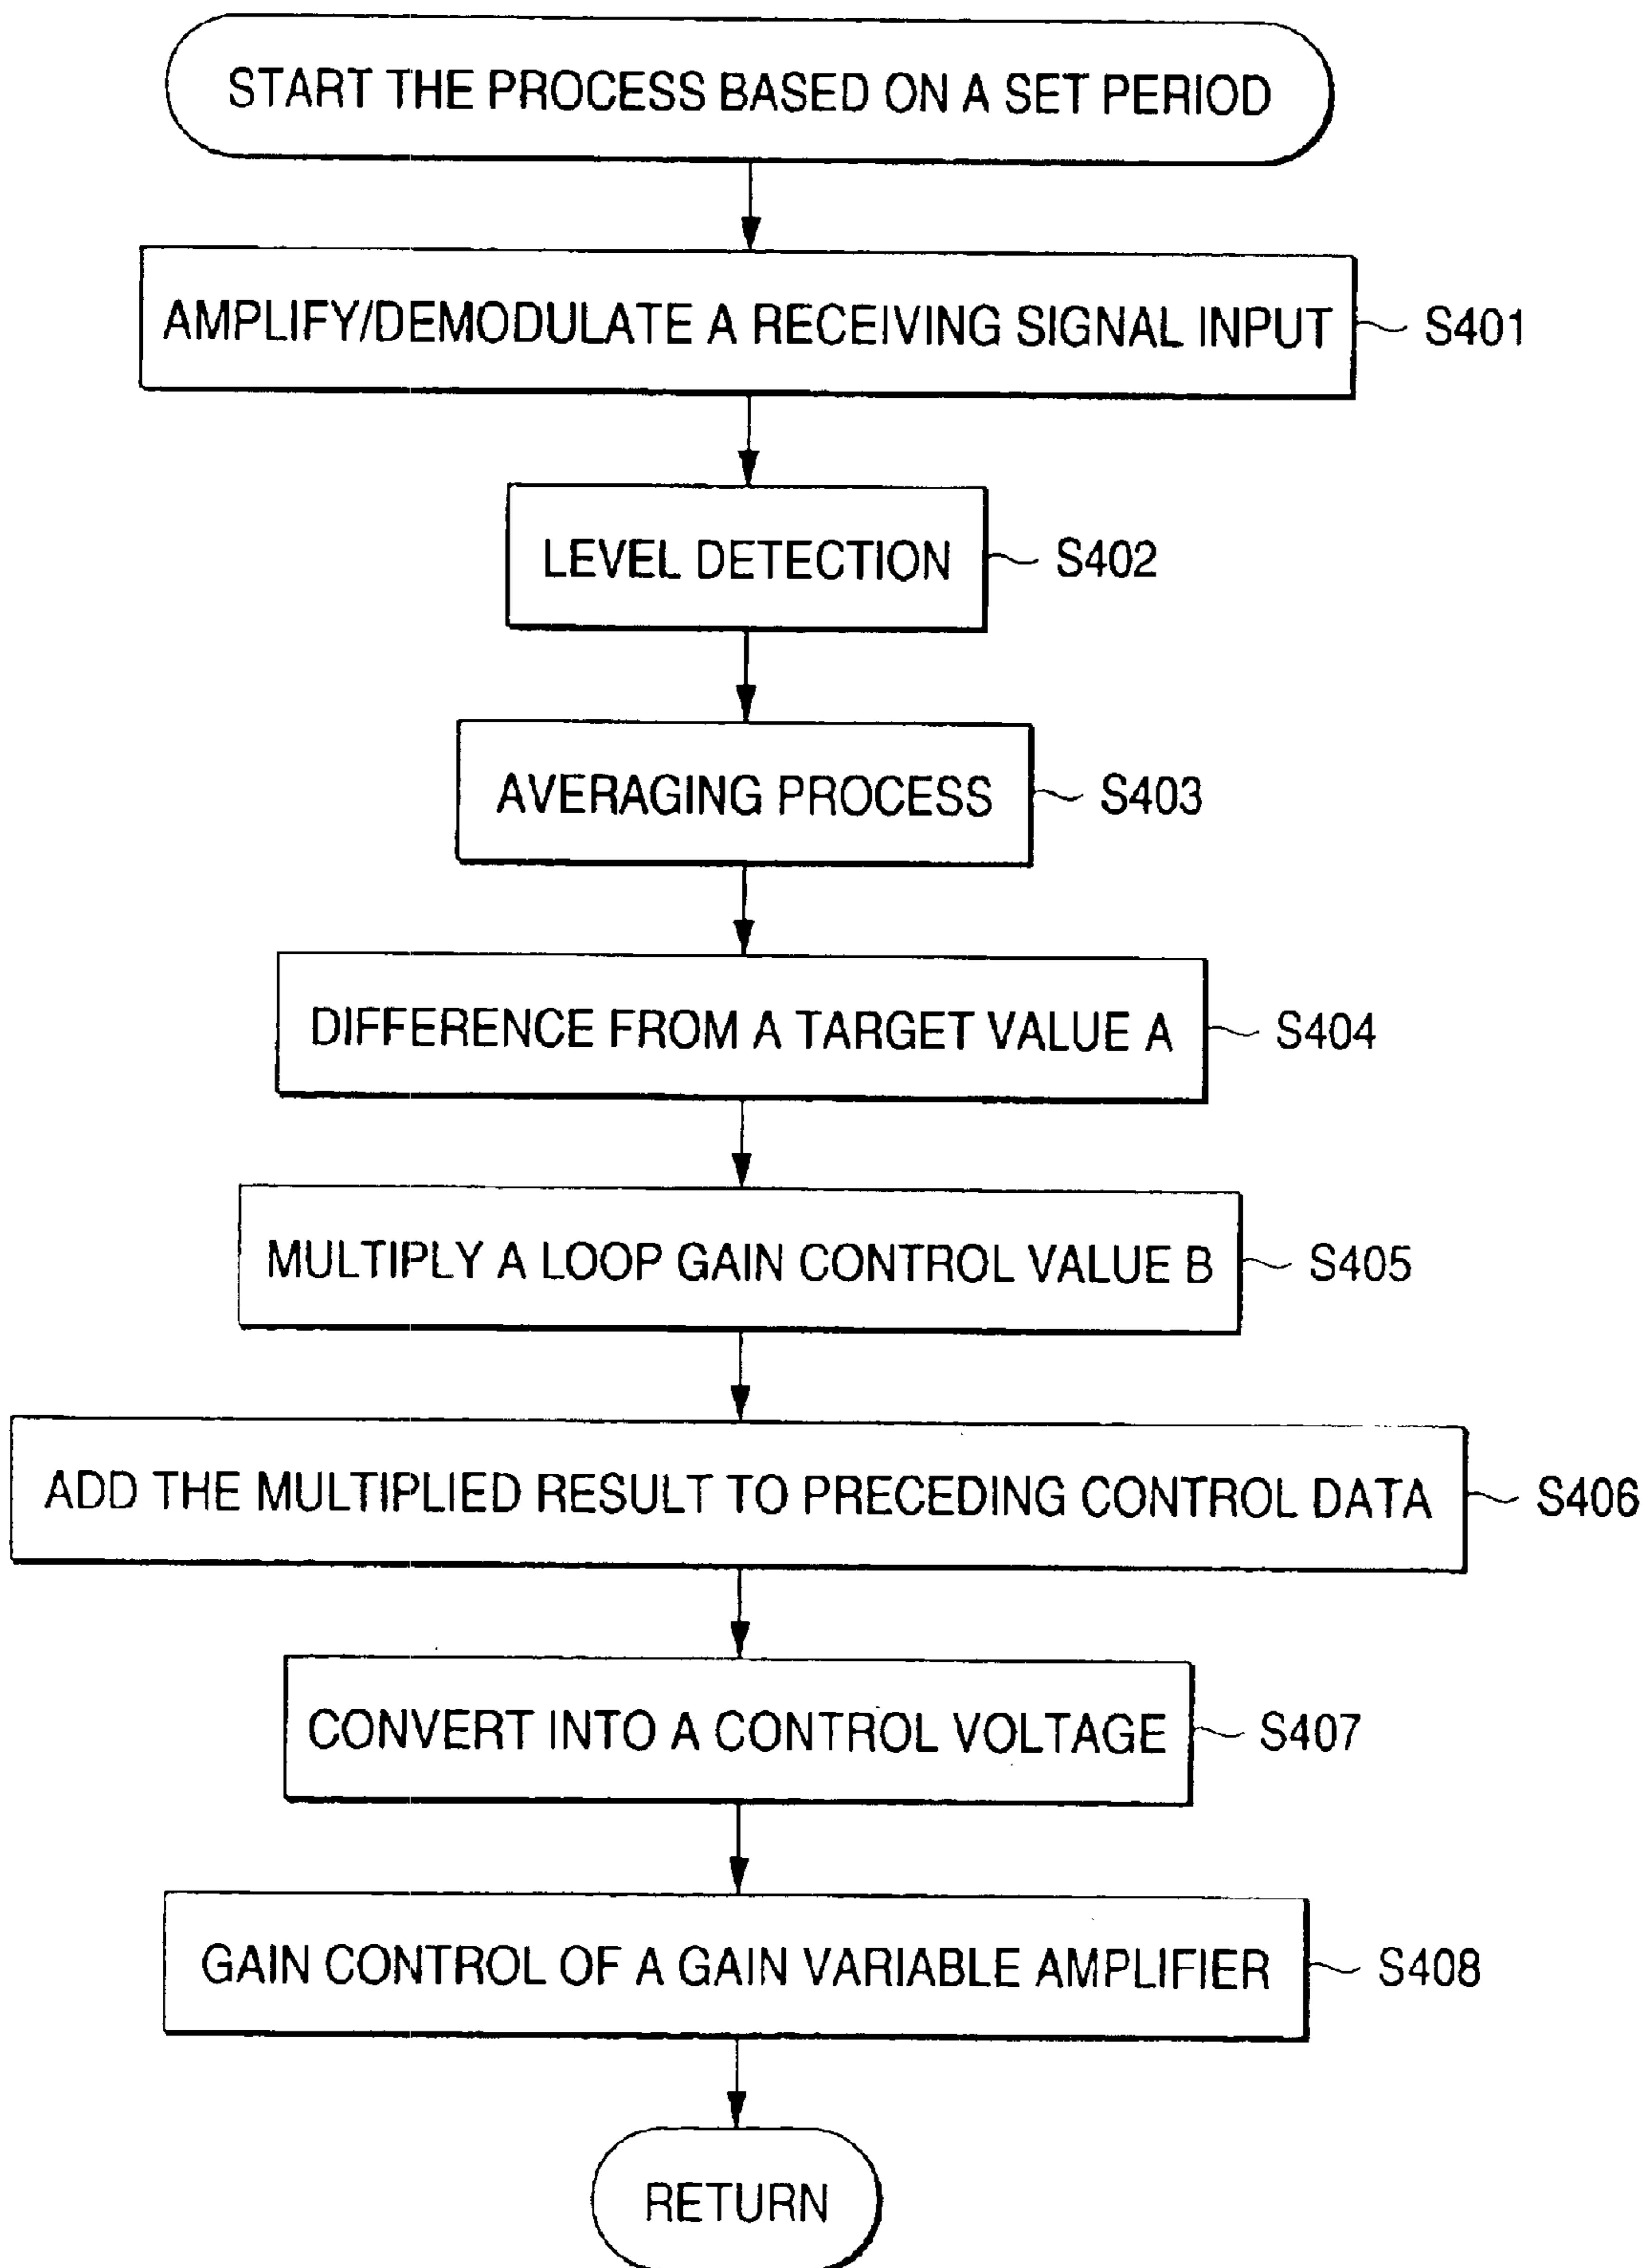 START THE PROCESS BASED ON A SET PERIOD
AMPLIFY/DEMODULATE A RECEIVING SIGNAL INPUT S401
LEVEL DETECTION S402
AVERAGING PROCESS S403
DIFFERENCE FROM A TARGET VALUE A S404
MULTIPLY A LOOP GAIN CONTROL VALUE B S405
ADD THE MULTIPLIED RESULT TO PRECEDING CONTROL DATA S406
CONVERT INTO A CONTROL VOLTAGE S407
GAIN CONTROL OF A GAIN VARIABLE AMPLIFIER S408
RETURN